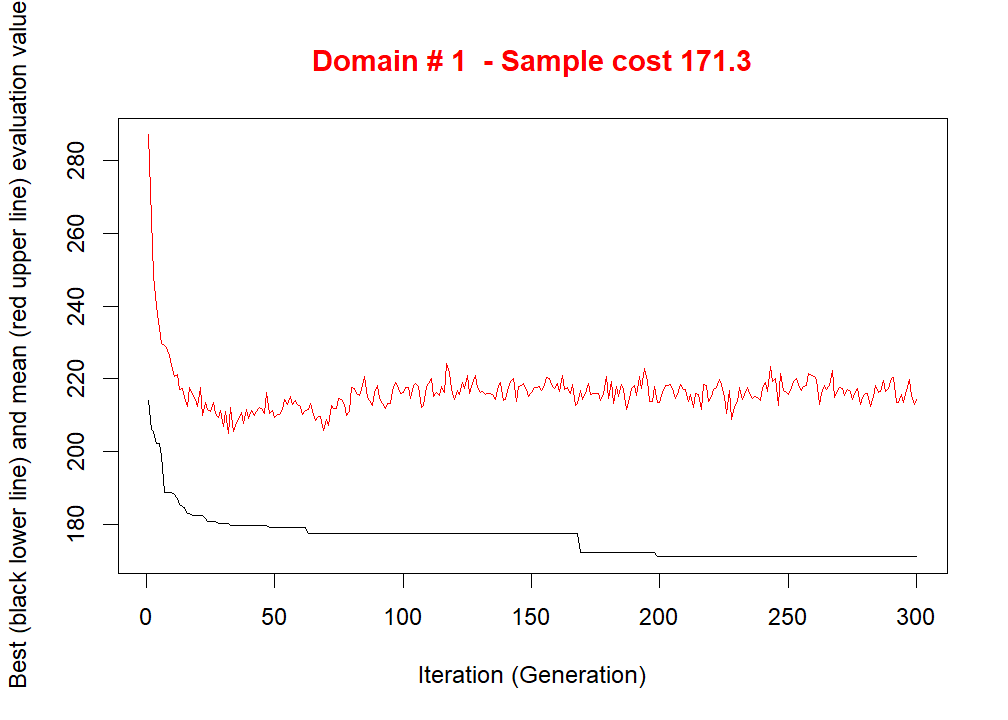 Domain # 1  - Sample cost 171.3
Best (black lower line) and mean (red upper line) evaluation value
280
260
240
220
200
180
0 50 100 150 200 250 300
Iteration (Generation)